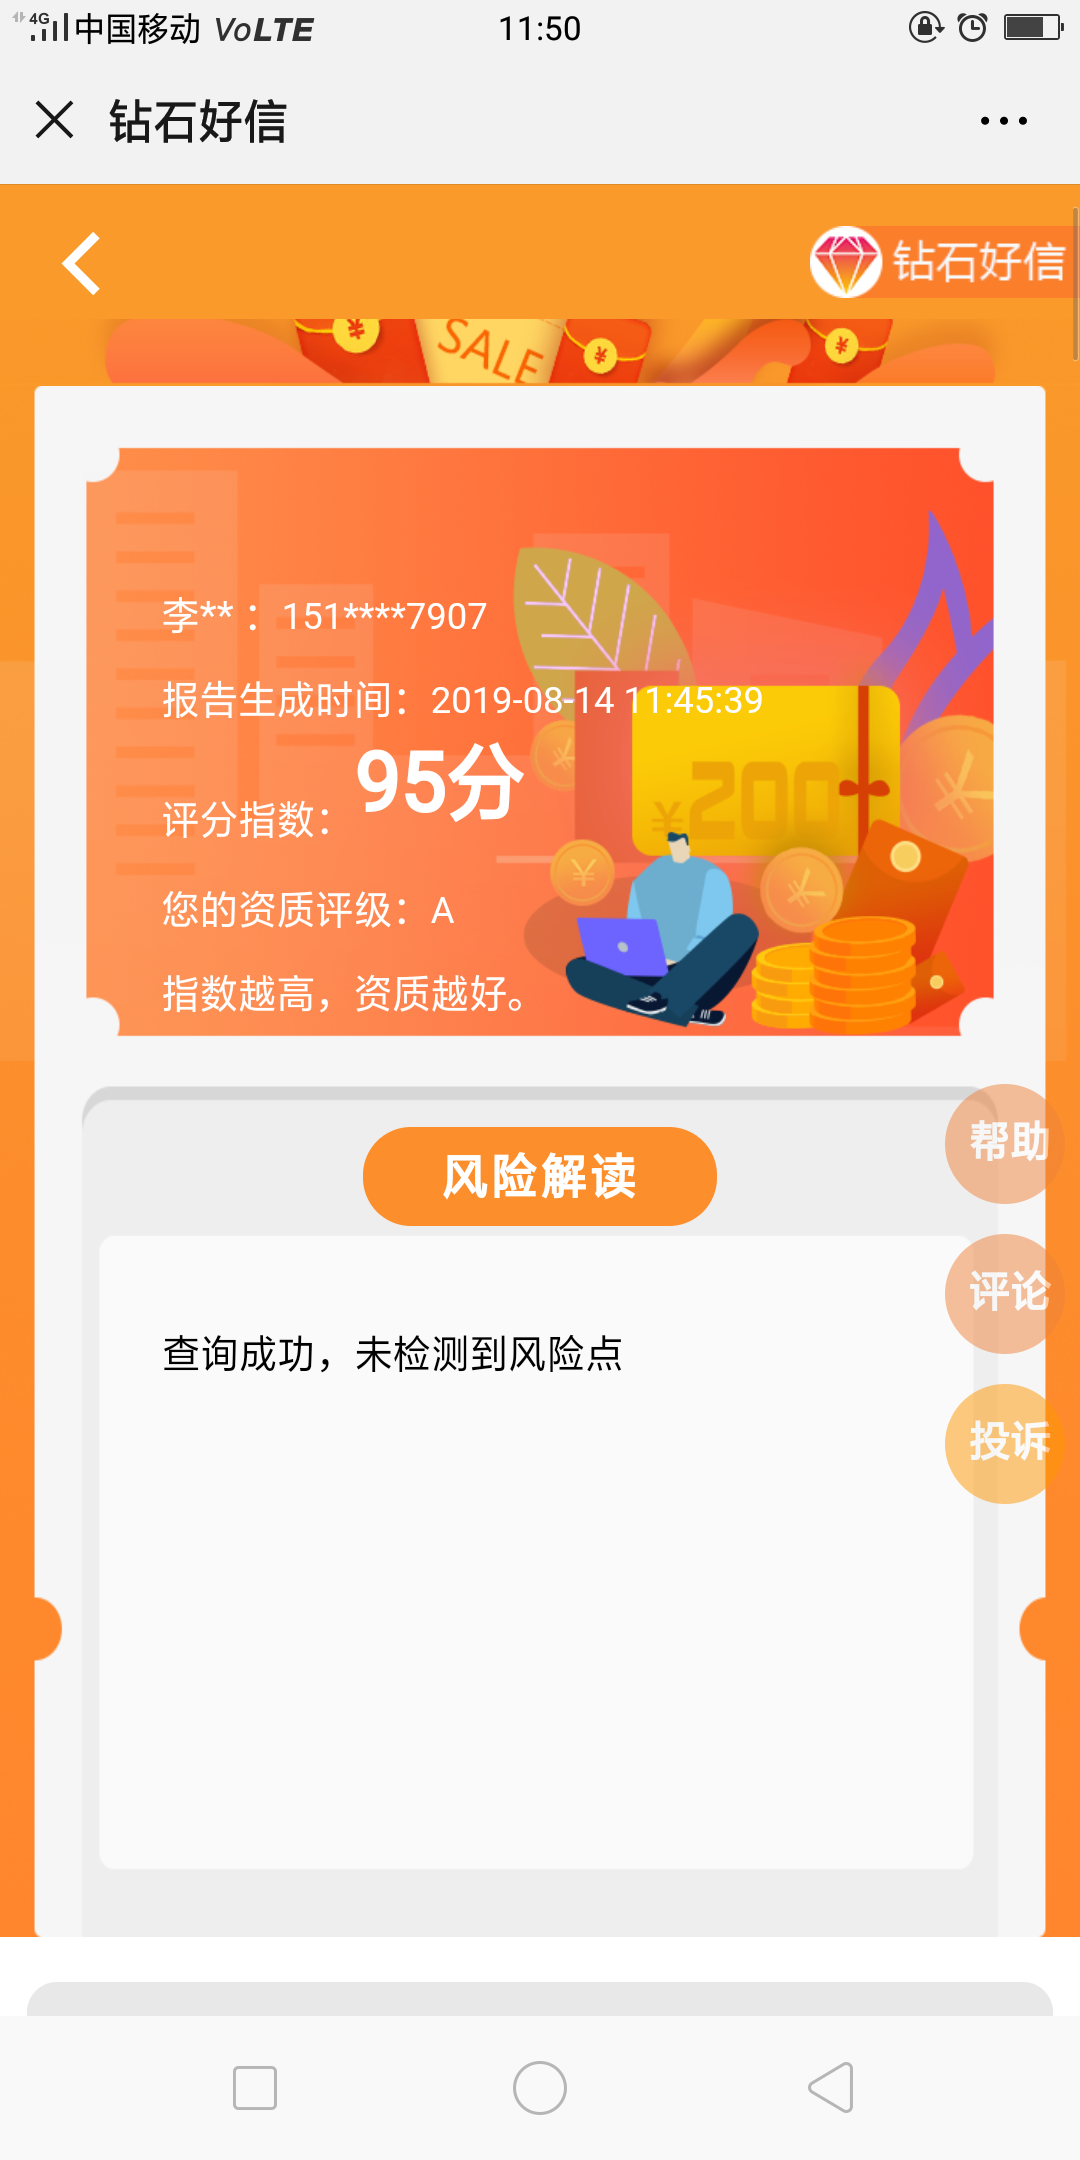 4G 中国移动 VoLTE 11:50
钻石好信
钻石好信
¥ SALE ¥ ¥
李**： 151****7907
报告生成时间：2019-08-14 11:45:39
评分指数： 95分
¥200
您的资质评级：A
指数越高，资质越好。
风险解读
帮助
评论
查询成功，未检测到风险点
投诉